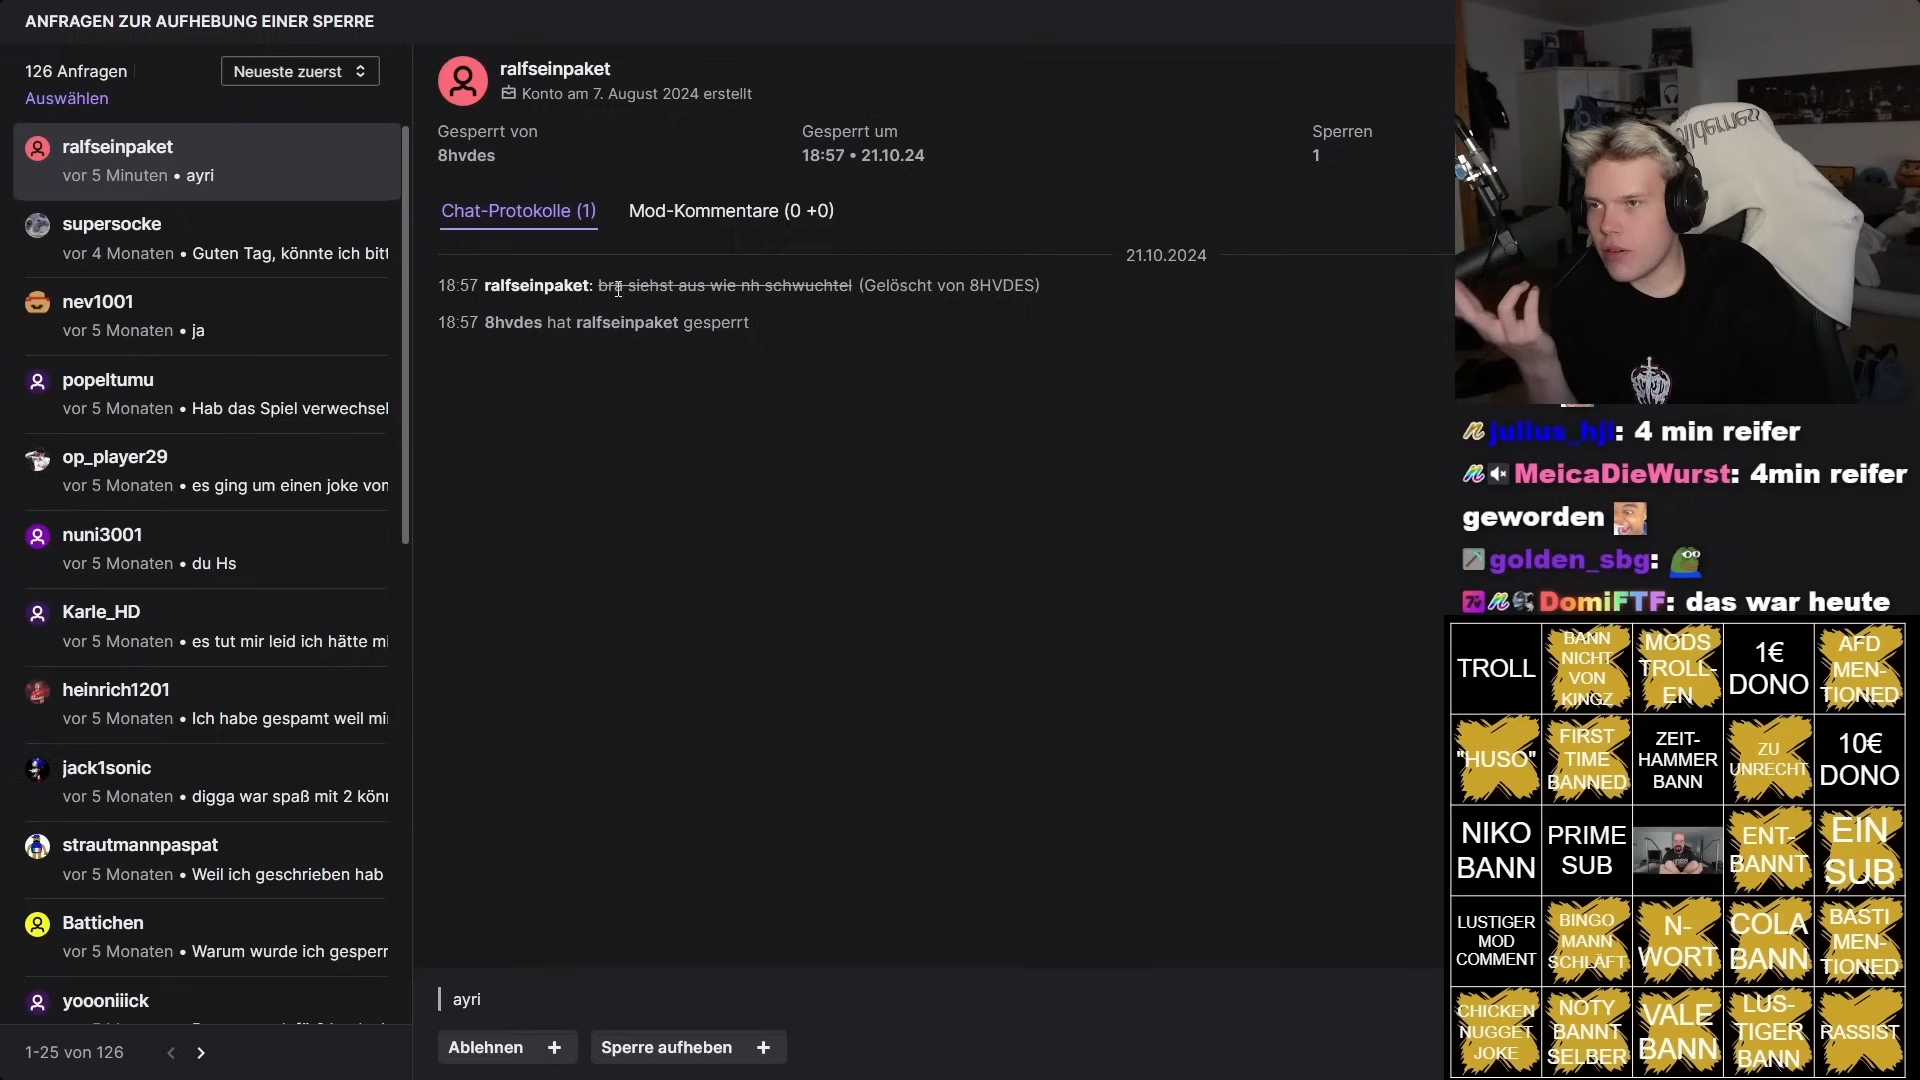 ANFRAGEN ZUR AUFHEBUNG EINER SPERRE
126 Anfragen
Neueste zuerst
Auswählen
ralfseinpaket
vor 5 Minuten • ayri
supersocke
vor 4 Monaten • Guten Tag, könnte ich bitt
nev1001
vor 5 Monaten • ja
popeltumu
vor 5 Monaten • Hab das Spiel verwechsel
op_player29
vor 5 Monaten • es ging um einen joke von
nuni3001
vor 5 Monaten • du Hs
Karle_HD
vor 5 Monaten • es tut mir leid ich hätte mi
heinrich1201
vor 5 Monaten • Ich habe gespamt weil mi
jack1sonic
vor 5 Monaten • digga war spaß mit 2 könn
strautmannpaspat
vor 5 Monaten • Weil ich geschrieben hab
Battichen
vor 5 Monaten • Warum wurde ich gesperr
yoooniiick
1-25 von 126
ralfseinpaket
Konto am 7. August 2024 erstellt
Gesperrt von
8hvdes
Gesperrt um
18:57 • 21.10.24
Sperren
1
Chat-Protokolle (1)
Mod-Kommentare (0 +0)
21.10.2024
18:57 ralfseinpaket: bra siehst aus wie nh schwuchtel (Gelöscht von 8HVDES)
18:57 8hvdes hat ralfseinpaket gesperrt
ayri
Ablehnen +
Sperre aufheben +
julius_hji: 4 min reifer
MeicaDieWurst: 4min reifer
geworden
golden_sbg:
DomiFTF: das war heute
TROLL
BANN
NICHT
VON
KINGZ
MODS
TROLL-
EN
1€
DONO
AFD
MEN-
TIONED
"HUSO"
FIRST
TIME
BANNED
ZEIT-
HAMMER
BANN
ZU
UNRECHT
10€
DONO
NIKO
BANN
PRIME
SUB
ENT-
BANNT
EIN
SUB
LUSTIGER
MOD
COMMENT
BINGO
MANN
SCHLÄFT
N-
WORT
COLA
BANN
BASTI
MEN-
TIONED
CHICKEN
NUGGET
JOKE
NOTY
BANNT
SELBER
VALE
BANN
LUS-
TIGER
BANN
RASSIST